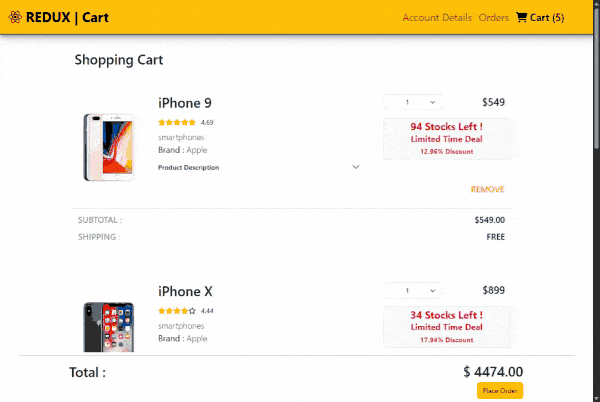 REDUX | Cart
Account Details Orders Cart (5)
Shopping Cart
iPhone 9
1
$549
4.69
94 Stocks Left !
smartphones
Limited Time Deal
Brand : Apple
12.96% Discount
Product Description
REMOVE
SUBTOTAL : $549.00
SHIPPING : FREE
iPhone X
1
$899
4.44
34 Stocks Left !
smartphones
Limited Time Deal
Brand : Apple
17.94% Discount
Total : $ 4474.00
Place Order